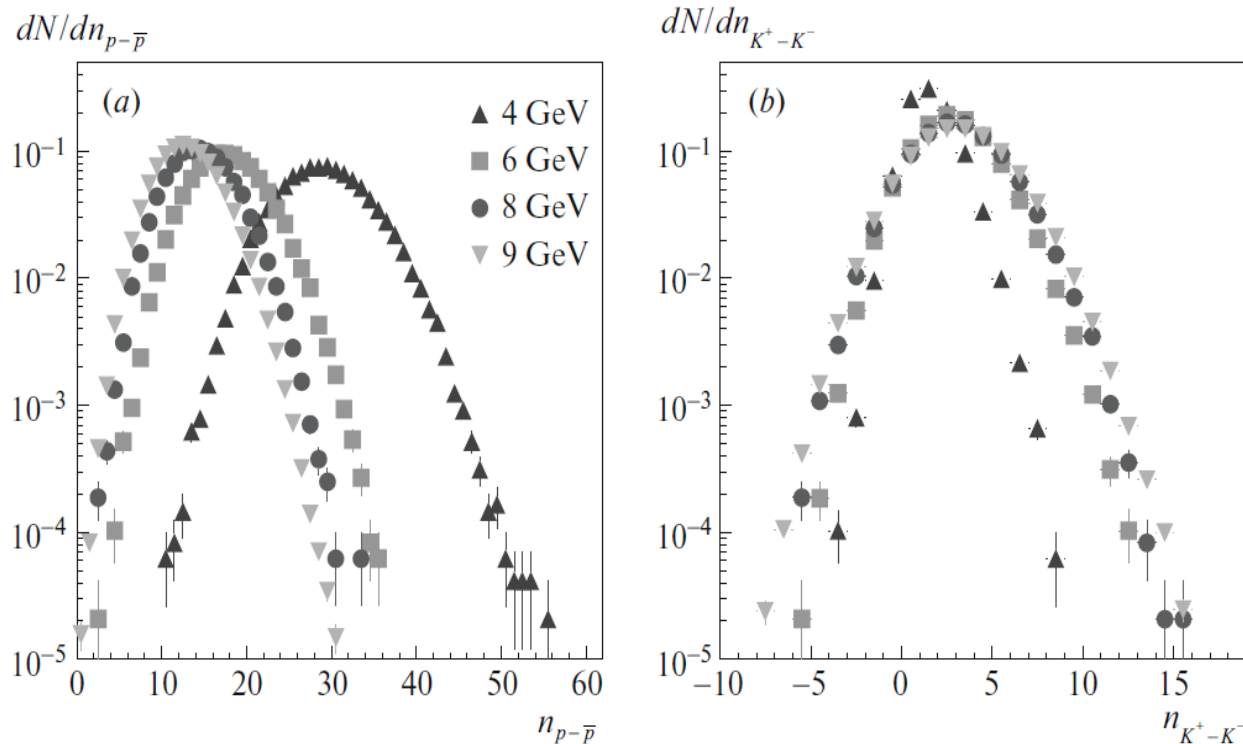 dN/dn_{p–p̅}
(a)
4 GeV
6 GeV
8 GeV
9 GeV
10^{-1}
10^{-2}
10^{-3}
10^{-4}
10^{-5}
0 10 20 30 40 50 60
n_{p–p̅}
dN/dn_{K^+–K^–}
(b)
10^{-1}
10^{-2}
10^{-3}
10^{-4}
10^{-5}
–10 –5 0 5 10 15
n_{K^+–K^–}